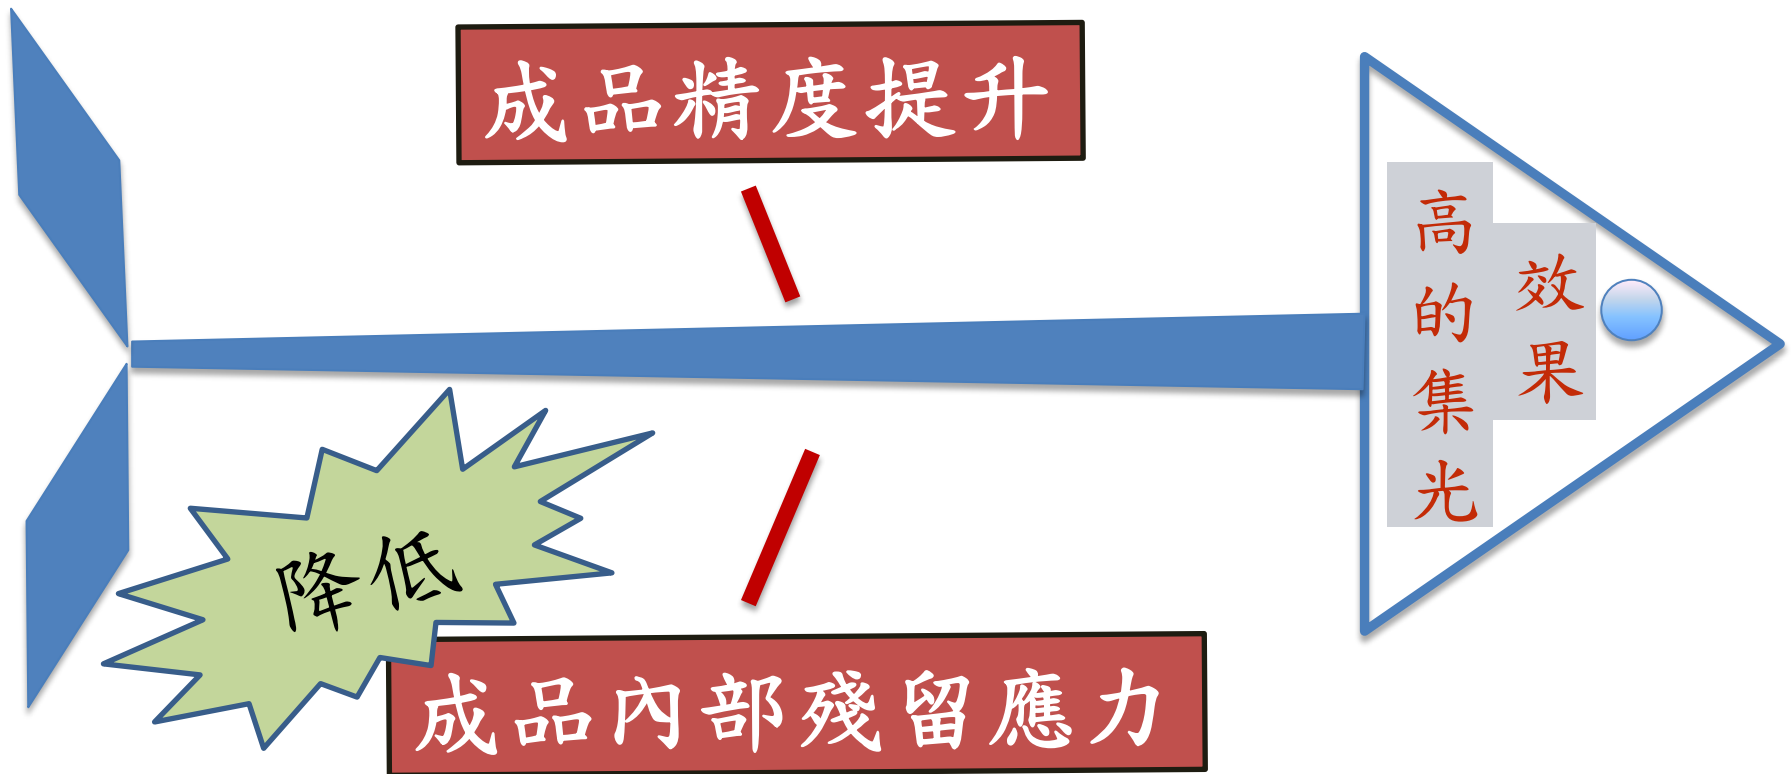 成品精度提升
高的集光
效果
降低
成品內部殘留應力